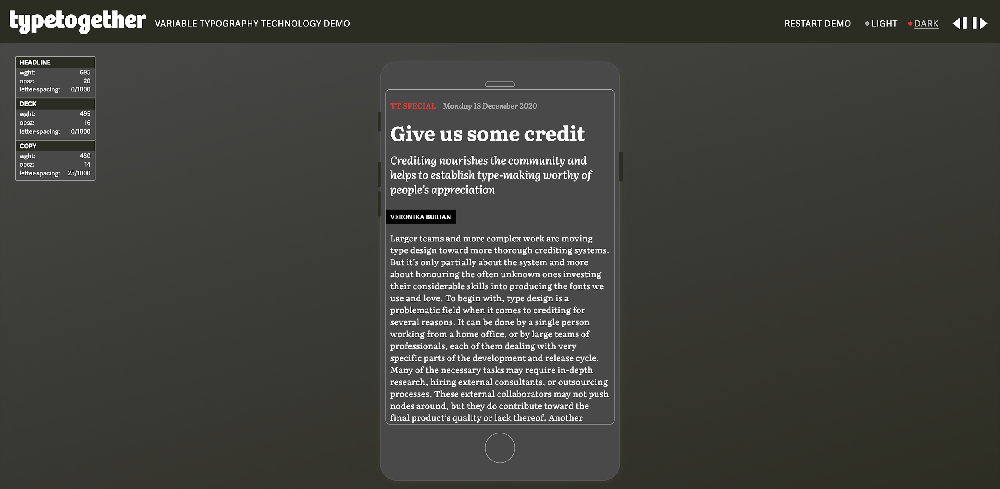 typetogether VARIABLE TYPOGRAPHY TECHNOLOGY DEMO RESTART DEMO LIGHT DARK
HEADLINE
wght: 695
opsz: 20
letter-spacing: 0/1000
DECK
wght: 495
opsz: 16
letter-spacing: 0/1000
COPY
wght: 430
opsz: 14
letter-spacing: 25/1000
TT SPECIAL Monday 18 December 2020
Give us some credit
Crediting nourishes the community and
helps to establish type-making worthy of
people’s appreciation
VERONIKA BURIAN
Larger teams and more complex work are moving
type design toward more thorough crediting systems.
But it’s only partially about the system and more
about honouring the often unknown ones investing
their considerable skills into producing the fonts we
use and love. To begin with, type design is a
problematic field when it comes to crediting for
several reasons. It can be done by a single person
working from a home office, or by large teams of
professionals, each of them dealing with very
specific parts of the development and release cycle.
Many of the necessary tasks may require in-depth
research, hiring external consultants, or outsourcing
processes. These external collaborators may not push
nodes around, but they do contribute toward the
final product’s quality or lack thereof. Another